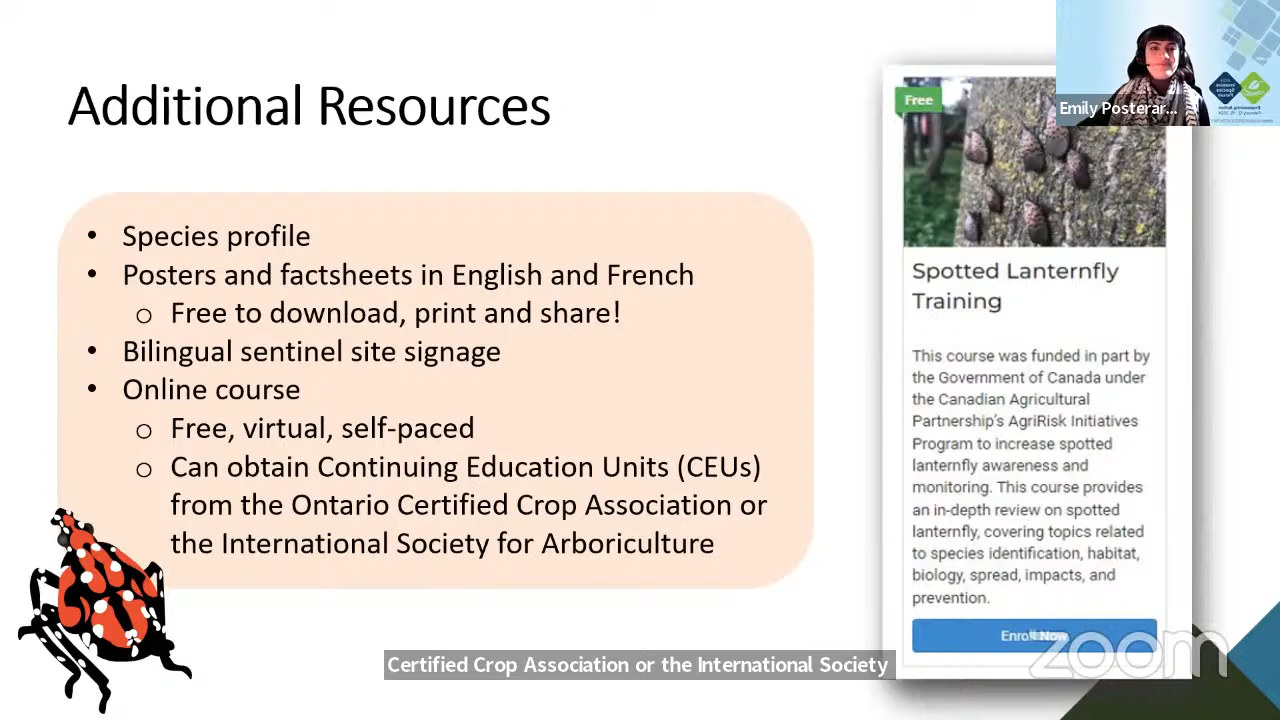 Additional Resources
• Species profile
• Posters and factsheets in English and French
o Free to download, print and share!
• Bilingual sentinel site signage
• Online course
o Free, virtual, self-paced
o Can obtain Continuing Education Units (CEUs)
from the Ontario Certified Crop Association or
the International Society for Arboriculture
Free
Spotted Lanternfly
Training
This course was funded in part by
the Government of Canada under
the Canadian Agricultural
Partnership's AgriRisk Initiatives
Program to increase spotted
lanternfly awareness and
monitoring. This course provides
an in-depth review on spotted
lanternfly, covering topics related
to species identification, habitat,
biology, spread, impacts, and
prevention.
Enroll Now
Emily Posterar...
zoom
Certified Crop Association or the International Society